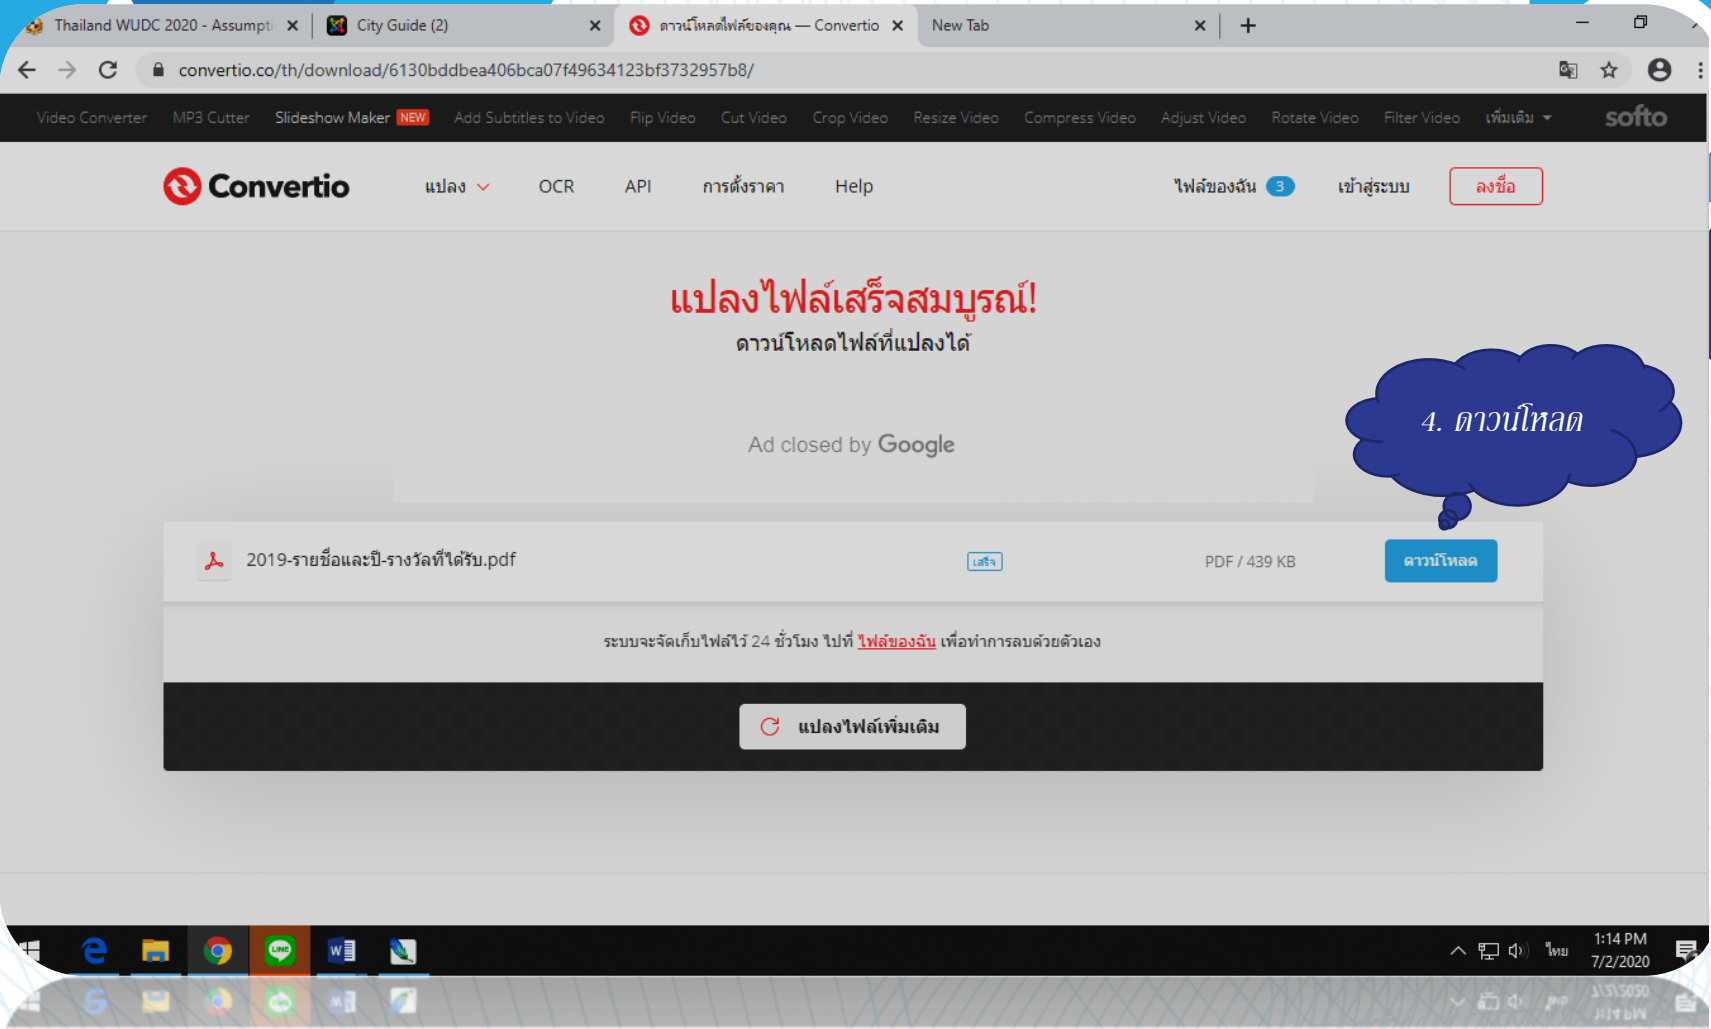 Thailand WUDC 2020 - Assumpti
City Guide (2)
ดาวน์โหลดไฟล์ของคุณ — Convertio
New Tab
convertio.co/th/download/6130bddbea406bca07f49634123bf3732957b8/
Video Converter MP3 Cutter Slideshow Maker NEW Add Subtitles to Video Flip Video Cut Video Crop Video Resize Video Compress Video Adjust Video Rotate Video Filter Video เพิ่มเติม softo
Convertio แปลง OCR API การตั้งราคา Help ไฟล์ของฉัน 3 เข้าสู่ระบบ ลงชื่อ
แปลงไฟล์เสร็จสมบูรณ์!
ดาวน์โหลดไฟล์ที่แปลงได้
4. ดาวน์โหลด
Ad closed by Google
2019-รายชื่อและปี-รางวัลที่ได้รับ.pdf เสร็จ PDF / 439 KB ดาวน์โหลด
ระบบจะจัดเก็บไฟล์ไว้ 24 ชั่วโมง ไปที่ ไฟล์ของฉัน เพื่อทำการลบด้วยตัวเอง
แปลงไฟล์เพิ่มเติม
LINE
ไทย
1:14 PM
7/2/2020